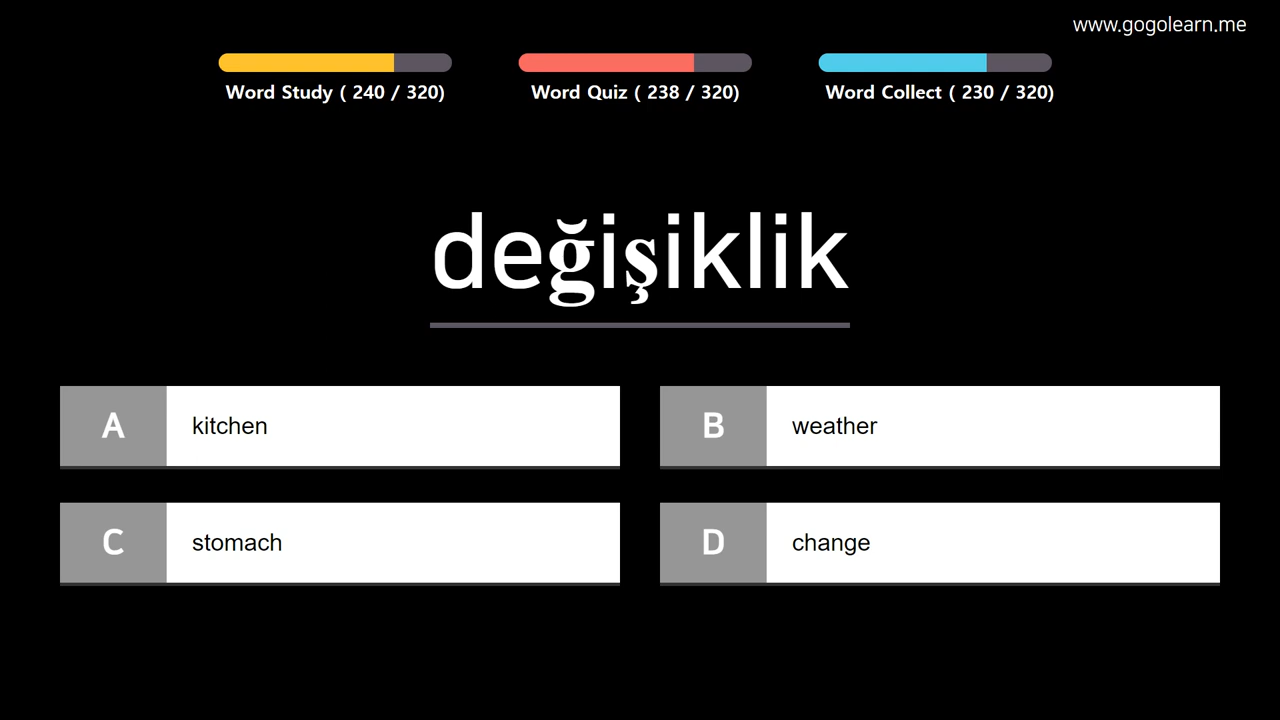 www.gogolearn.me
Word Study ( 240 / 320)
Word Quiz ( 238 / 320)
Word Collect ( 230 / 320)
değişiklik
A kitchen
B weather
C stomach
D change